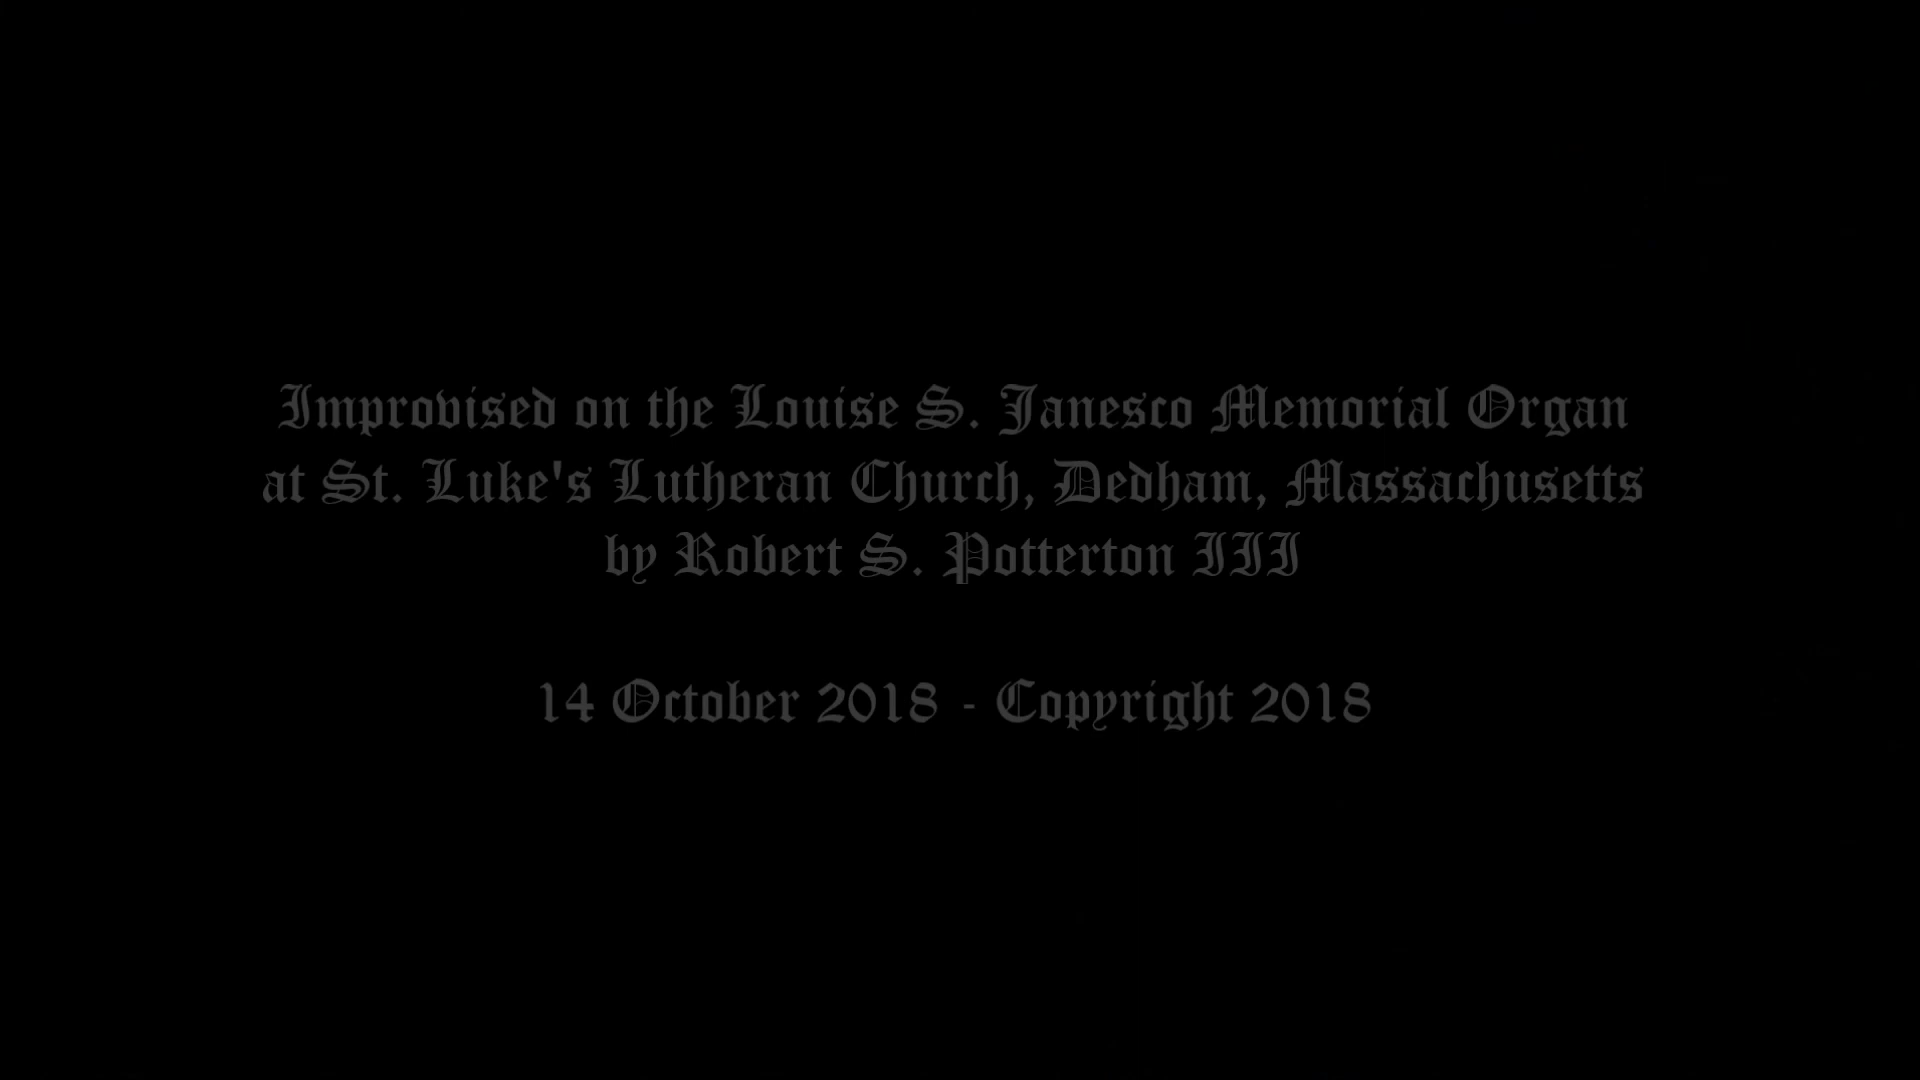 Improvised on the Louise S. Janesco Memorial Organ
at St. Luke's Lutheran Church, Dedham, Massachusetts
by Robert S. Potterton III
14 October 2018 - Copyright 2018